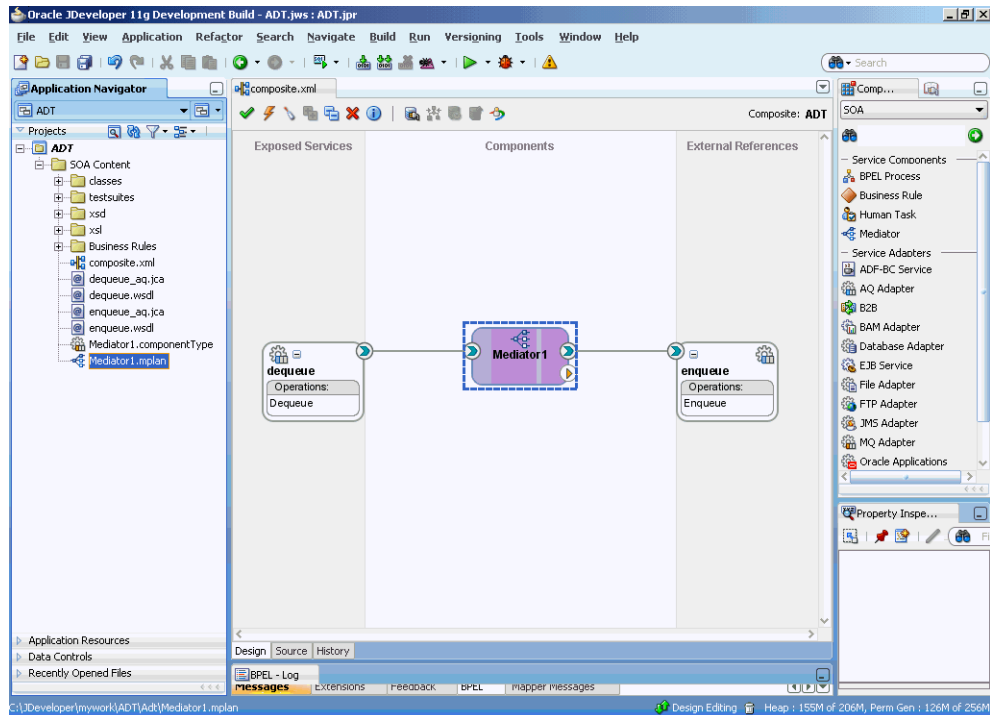 Oracle JDeveloper 11g Development Build - ADT.jws : ADT.jpr
File Edit View Application Refactor Search Navigate Build Run Versioning Tools Window Help
Search
Application Navigator
ADT
Projects
ADT
SOA Content
classes
testsuites
xsd
xsl
Business Rules
composite.xml
dequeue_aq.jca
dequeue.wsdl
enqueue_aq.jca
enqueue.wsdl
Mediator1.componentType
Mediator1.mplan
Application Resources
Data Controls
Recently Opened Files
composite.xml
Composite: ADT
Exposed Services
Components
External References
dequeue
Operations:
Dequeue
Mediator1
enqueue
Operations:
Enqueue
Design Source History
BPEL - Log
Messages Extensions Feedback BPEL Mapper Messages
Comp...
SOA
Service Components
BPEL Process
Business Rule
Human Task
Mediator
Service Adapters
ADF-BC Service
AQ Adapter
B2B
BAM Adapter
Database Adapter
EJB Service
File Adapter
FTP Adapter
JMS Adapter
MQ Adapter
Oracle Applications
Property Inspe...
Fi
C:\JDeveloper\mywork\ADT\Adt\Mediator1.mplan
Design Editing Heap : 155M of 206M, Perm Gen : 126M of 256M